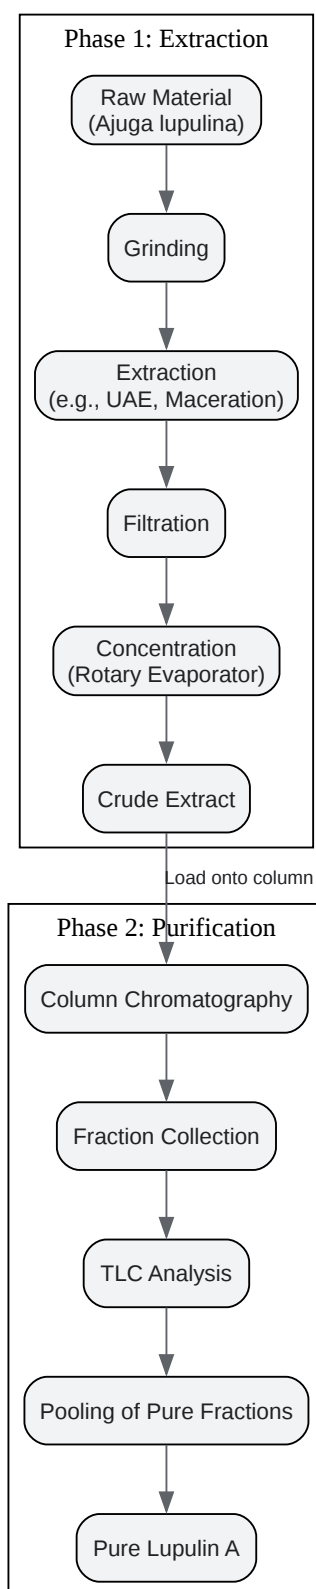 Phase 1: Extraction
Raw Material
(Ajuga lupulina)
Grinding
Extraction
(e.g., UAE, Maceration)
Filtration
Concentration
(Rotary Evaporator)
Crude Extract
Load onto column
Phase 2: Purification
Column Chromatography
Fraction Collection
TLC Analysis
Pooling of Pure Fractions
Pure Lupulin A